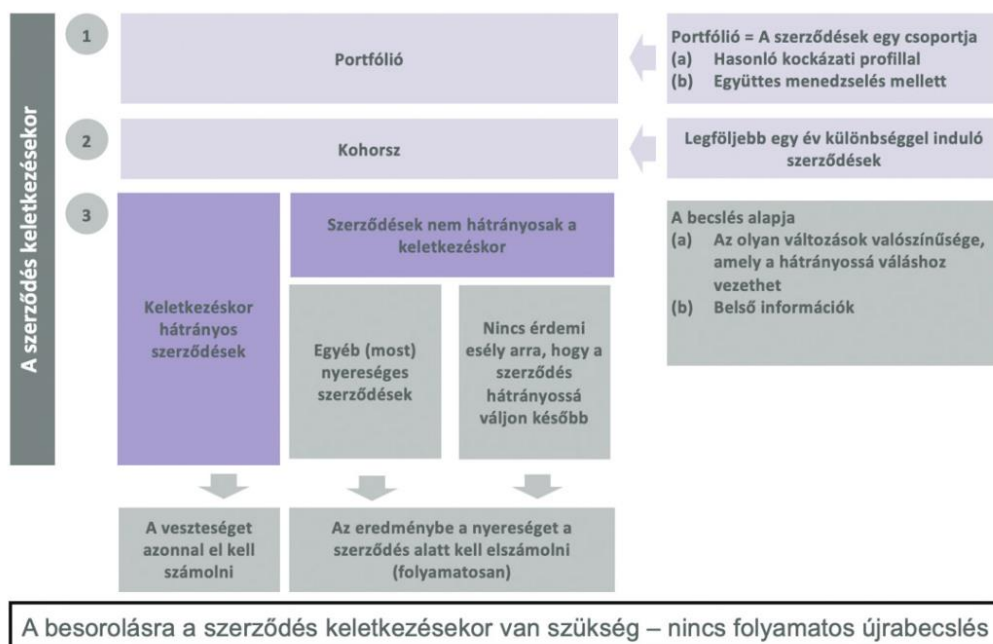 A szerződés keletkezésekor
1
Portfólió
Portfólió = A szerződések egy csoportja
(a) Hasonló kockázati profillal
(b) Együttes menedzselés mellett
2
Kohorsz
Legföljebb egy év különbséggel induló
szerződések
3
Keletkezéskor
hátrányos
szerződések
Szerződések nem hátrányosak a
keletkezéskor
Egyéb (most)
nyereséges
szerződések
Nincs érdemi
esély arra, hogy a
szerződés
hátrányossá
váljon később
A becslés alapja
(a) Az olyan változások valószínűsége,
amely a hátrányossá váláshoz
vezethet
(b) Belső információk
A veszteséget
azonnal el kell
számolni
Az eredménybe a nyereséget a
szerződés alatt kell elszámolni
(folyamatosan)
A besorolásra a szerződés keletkezésekor van szükség – nincs folyamatos újrabecslés